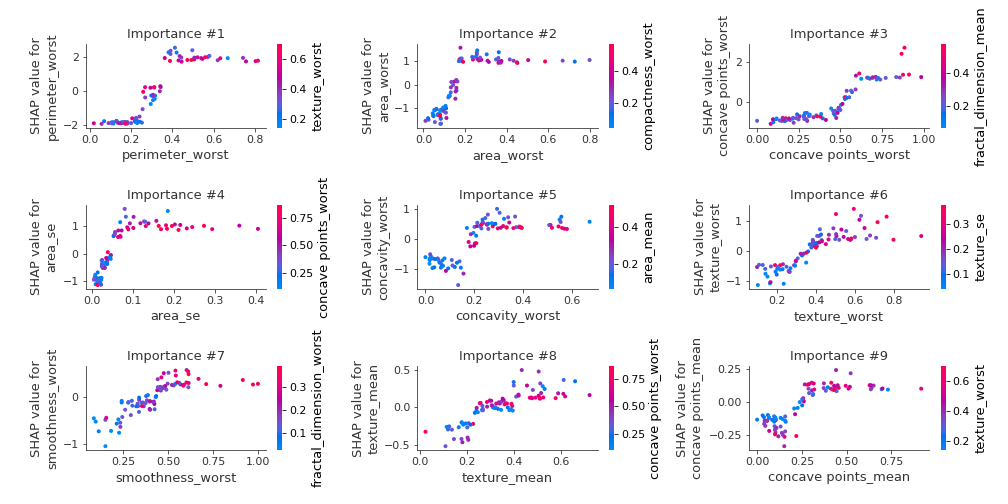 Importance #1
SHAP value for
perimeter_worst
2
0
−2
0.0 0.2 0.4 0.6 0.8
perimeter_worst
0.6
0.4
0.2
texture_worst
Importance #2
SHAP value for
area_worst
1
0
−1
0.0 0.2 0.4 0.6 0.8
area_worst
0.4
0.2
compactness_worst
Importance #3
SHAP value for
concave points_worst
2
0
0.00 0.25 0.50 0.75 1.00
concave points_worst
0.4
0.2
fractal_dimension_mean
Importance #4
SHAP value for
area_se
1
0
−1
0.0 0.1 0.2 0.3 0.4
area_se
0.75
0.50
0.25
concave points_worst
Importance #5
SHAP value for
concavity_worst
1
0
−1
0.0 0.2 0.4 0.6
concavity_worst
0.4
0.2
area_mean
Importance #6
SHAP value for
texture_worst
1
0
−1
0.2 0.4 0.6 0.8
texture_worst
0.3
0.2
0.1
texture_se
Importance #7
SHAP value for
smoothness_worst
0
−1
0.25 0.50 0.75 1.00
smoothness_worst
0.3
0.2
0.1
fractal_dimension_worst
Importance #8
SHAP value for
texture_mean
0.5
0.0
−0.5
0.0 0.2 0.4 0.6
texture_mean
0.75
0.50
0.25
concave points_worst
Importance #9
SHAP value for
concave points_mean
0.25
0.00
−0.25
0.00 0.25 0.50 0.75
concave points_mean
0.6
0.4
0.2
texture_worst